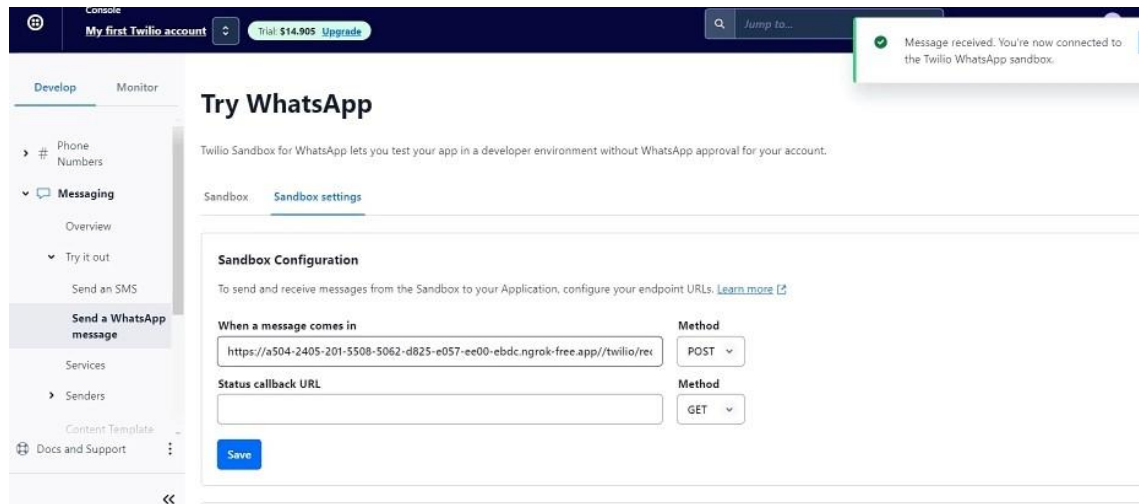 Console
My first Twilio account
Trial: $14.905 Upgrade
Jump to...
Message received. You're now connected to
the Twilio WhatsApp sandbox.
Develop Monitor
# Phone
Numbers
Messaging
Overview
Try it out
Send an SMS
Send a WhatsApp
message
Services
Senders
Content Template
Docs and Support
Try WhatsApp
Twilio Sandbox for WhatsApp lets you test your app in a developer environment without WhatsApp approval for your account.
Sandbox Sandbox settings
Sandbox Configuration
To send and receive messages from the Sandbox to your Application, configure your endpoint URLs. Learn more
When a message comes in Method
https://a504-2405-201-5508-5062-d825-e057-ee00-ebdc.ngrok-free.app//twilio/rec POST
Status callback URL Method
GET
Save